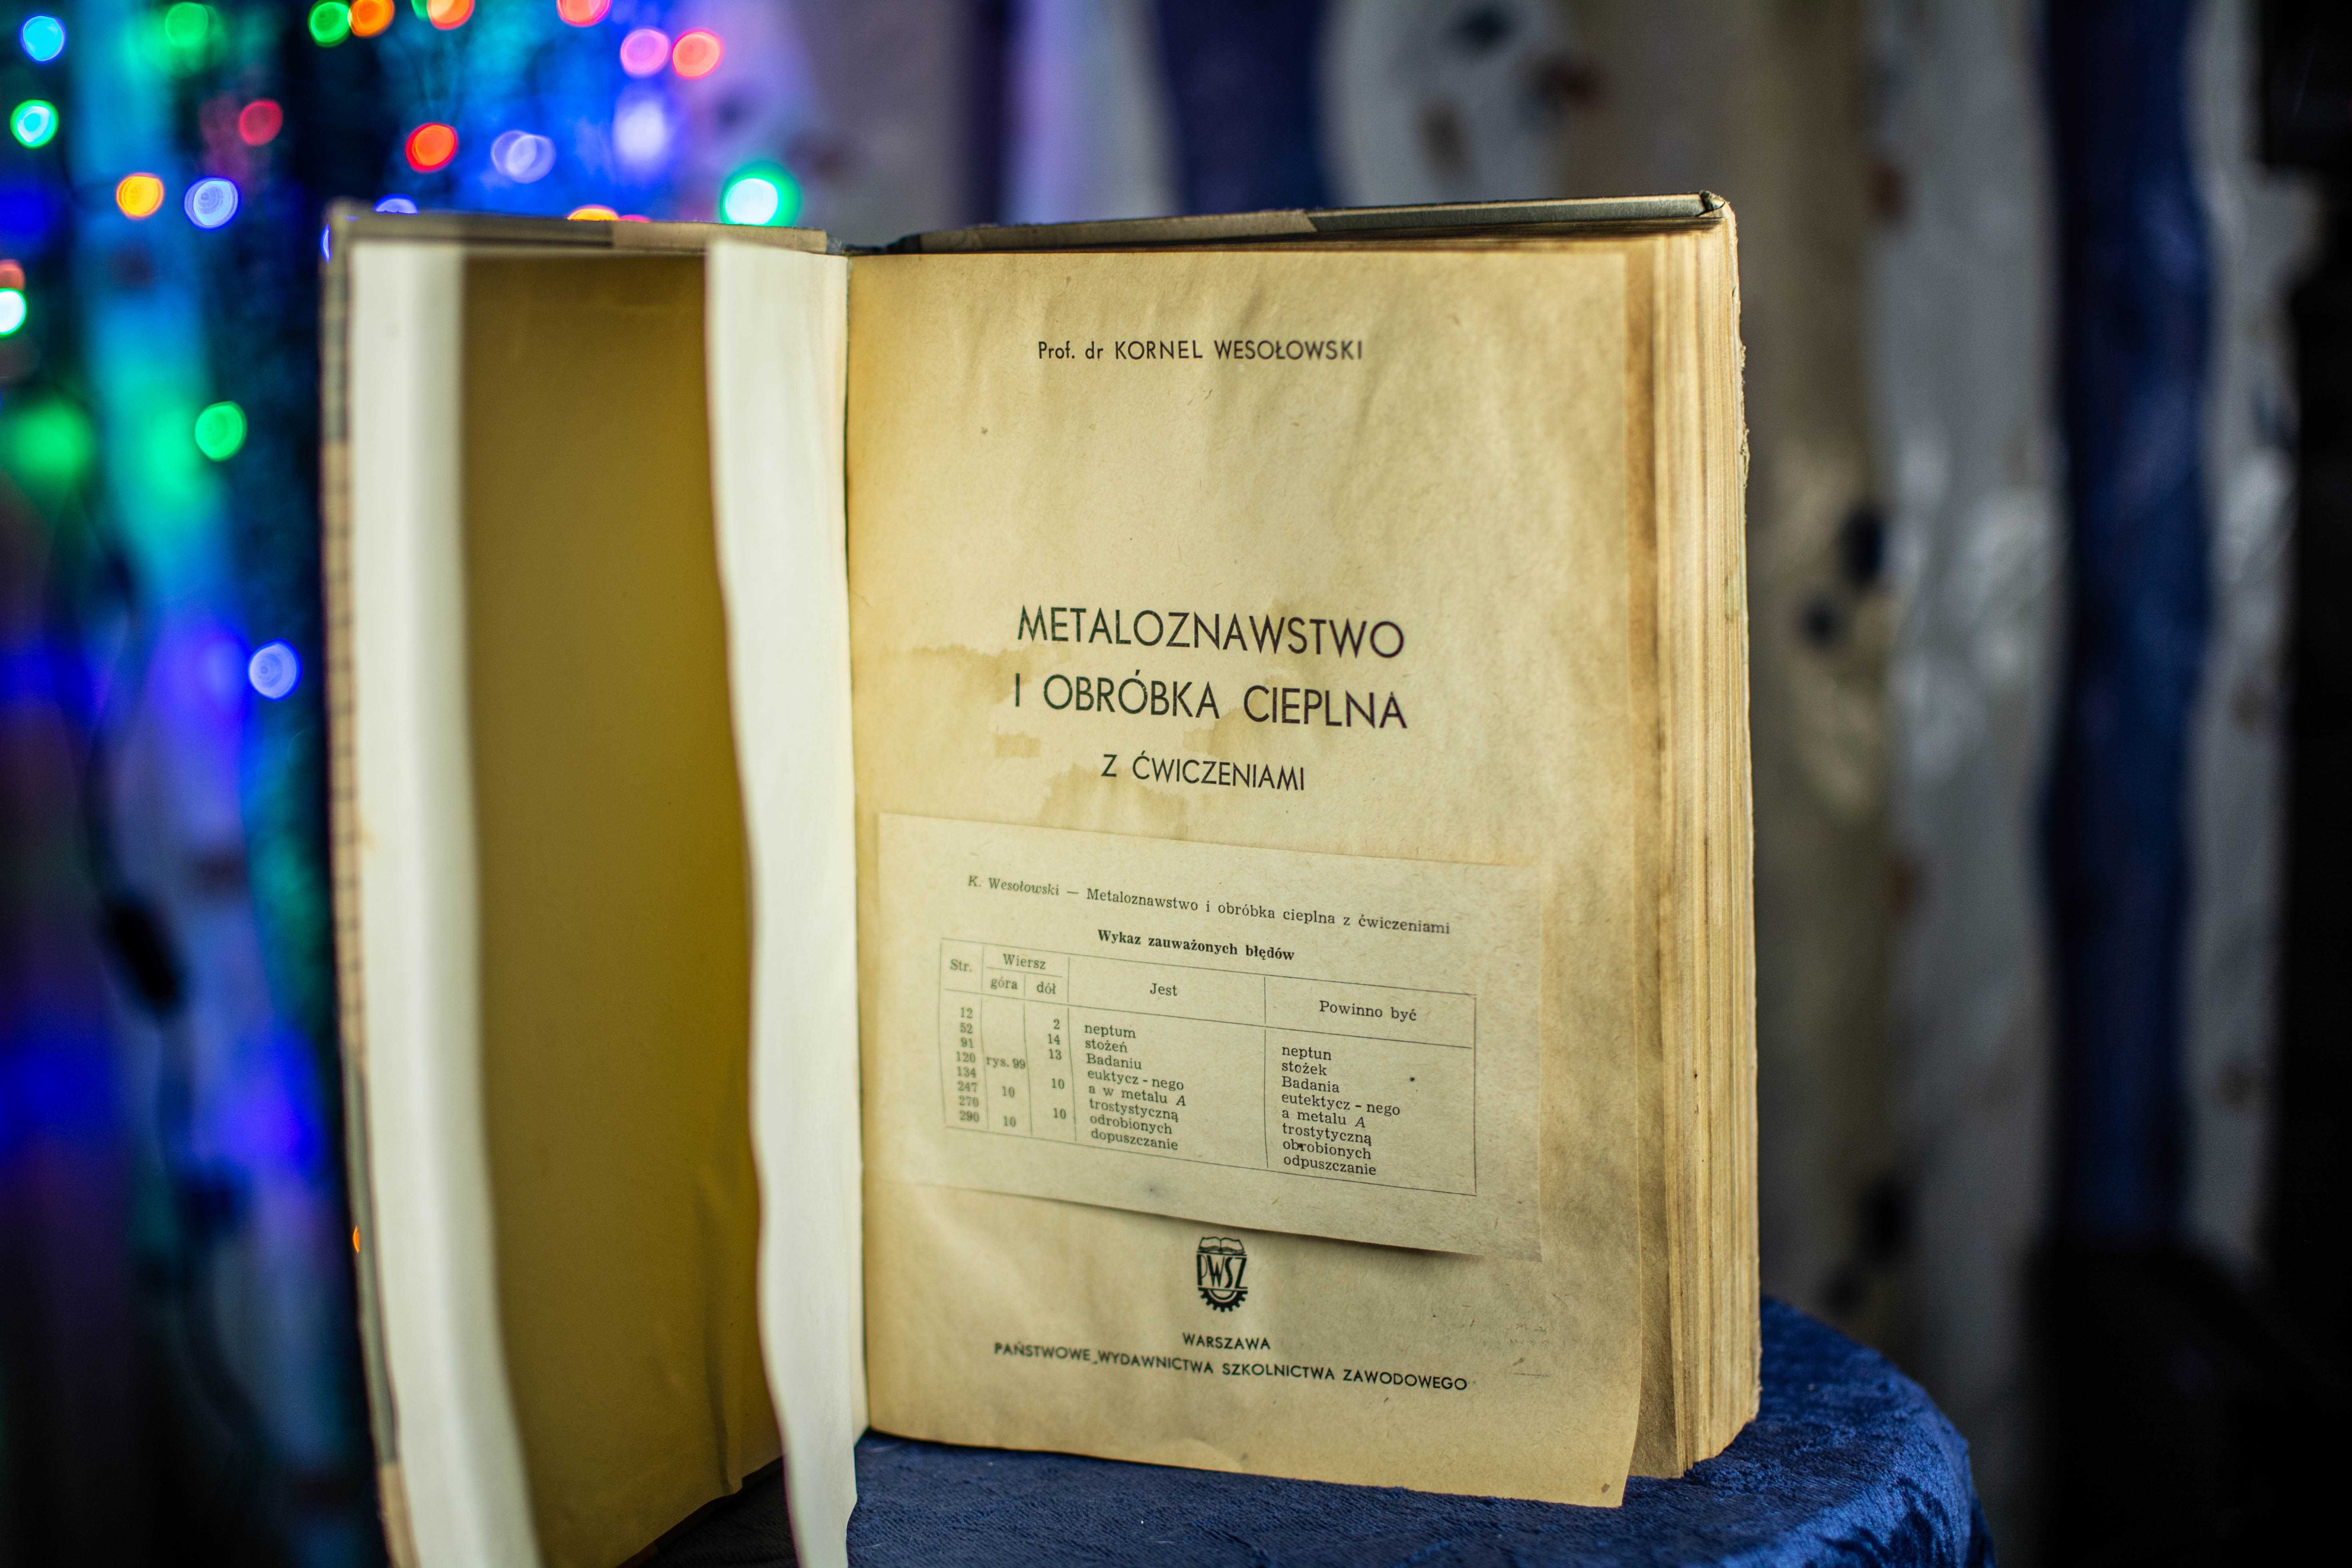 Prof. dr KORNEL WESOŁOWSKI
METALOZNAWSTWO
I OBRÓBKA CIEPLNA
Z ĆWICZENIAMI
K. Wesołowski — Metaloznawstwo i obróbka cieplna z ćwiczeniami
Wykaz zauważonych błędów
Str. Wiersz Jest Powinno być
góra dół
12 2 neptum neptun
52 14 stożeń stożek
91 13 Badaniu Badania
120 rys. 99 euktycz - nego eutektycz - nego
134 10 a w metalu A a metalu A
247 10 trostystyczną trostytyczną
270 10 odrobionych obrobionych
290 10 dopuszczanie odpuszczanie
PWSZ
WARSZAWA
PAŃSTWOWE WYDAWNICTWA SZKOLNICTWA ZAWODOWEGO